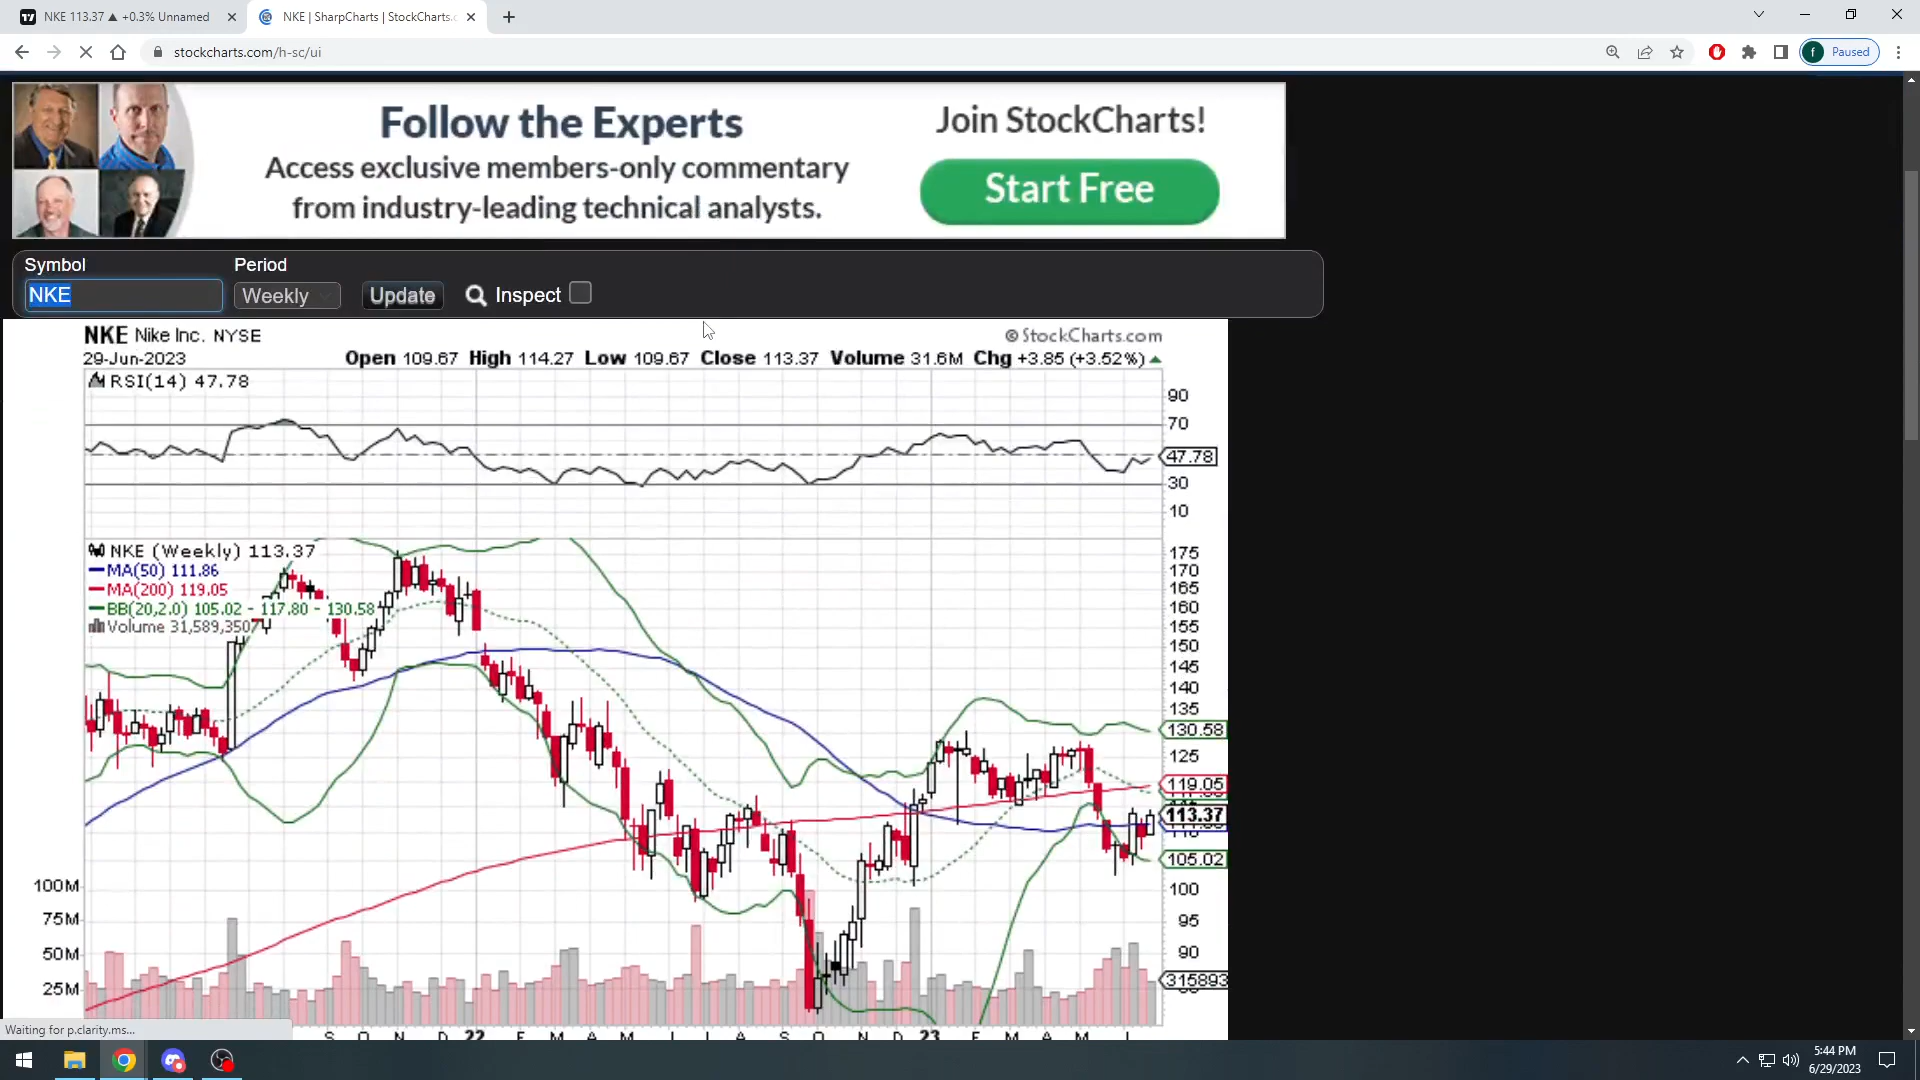 NKE 113.37 ▲ +0.3% Unnamed
NKE | SharpCharts | StockCharts.c
stockcharts.com/h-sc/ui
f Paused
Follow the Experts
Access exclusive members-only commentary
from industry-leading technical analysts.
Join StockCharts!
Start Free
Symbol Period
NKE Weekly Update Inspect
NKE Nike Inc. NYSE © StockCharts.com
29-Jun-2023 Open 109.67 High 114.27 Low 109.67 Close 113.37 Volume 31.6M Chg +3.85 (+3.52%) ▲
RSI(14) 47.78
90
70
47.78
30
10
NKE (Weekly) 113.37
MA(50) 111.86
MA(200) 119.05
BB(20,2.0) 105.02 - 117.80 - 130.58
Volume 31,589,350
175
170
165
160
155
150
145
140
135
130.58
125
119.05
113.37
110
105.02
100
95
90
315893
100M
75M
50M
25M
S O N D 22 F M A M J J A S O N D 23 F M A M J
Waiting for p.clarity.ms...
5:44 PM
6/29/2023